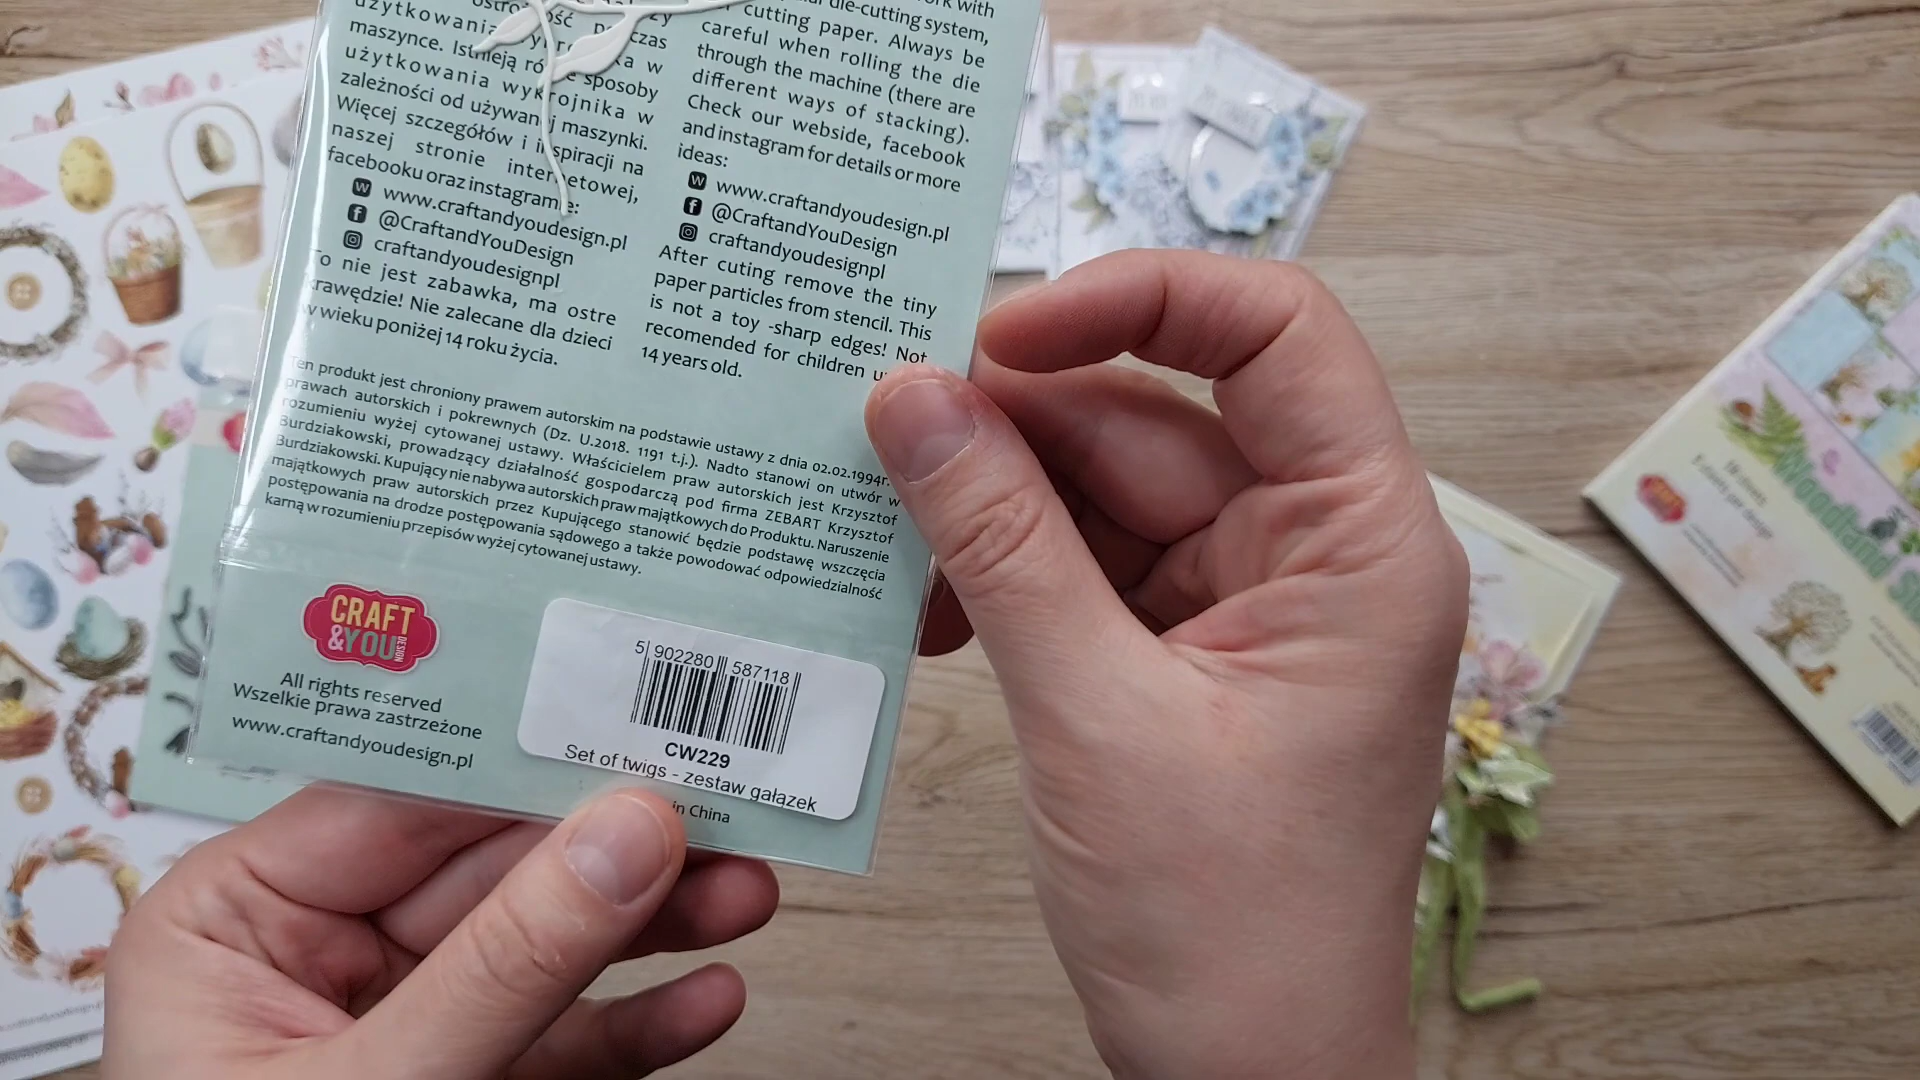 użytkowania
maszynce. Istnieją sposoby
użytkowania wykrojnika w
zależności od używanej maszynki.
Więcej szczegółów i inspiracji na
naszej stronie internetowej,
facebooku oraz instagramie:
www.craftandyoudesign.pl
@CraftandYouDesign
craftandyoudesignpl
To nie jest zabawka, ma ostre
krawędzie! Nie zalecane dla dzieci
w wieku poniżej 14 roku życia.
work with
die-cutting system,
cutting paper. Always be
careful when rolling the die
through the machine (there are
different ways of stacking).
Check our webside, facebook
and instagram for details or more
ideas:
www.craftandyoudesign.pl
@CraftandYouDesign
craftandyoudesignpl
After cuting remove the tiny
paper particles from stencil. This
is not a toy -sharp edges! Not
recomended for children
14 years old.
Ten produkt jest chroniony prawem autorskim na podstawie ustawy z dnia 02.02.1994r.
prawach autorskich i pokrewnych (Dz. U.2018. 1191 t.j.). Nadto stanowi on utwór w
rozumieniu wyżej cytowanej ustawy. Właścicielem praw autorskich jest Krzysztof
Burdziakowski, prowadzący działalność gospodarczą pod firma ZEBART Krzysztof
Burdziakowski. Kupujący nie nabywa autorskich praw majątkowych do Produktu. Naruszenie
majątkowych praw autorskich przez Kupującego stanowić będzie podstawę wszczęcia
postępowania na drodze postępowania sądowego a także powodować odpowiedzialność
karną w rozumieniu przepisów wyżej cytowanej ustawy.
CRAFT
&YOU
DESIGN
All rights reserved
Wszelkie prawa zastrzeżone
www.craftandyoudesign.pl
5 902280 587118
CW229
Set of twigs - zestaw gałązek
in China
CRAFT
Woodland